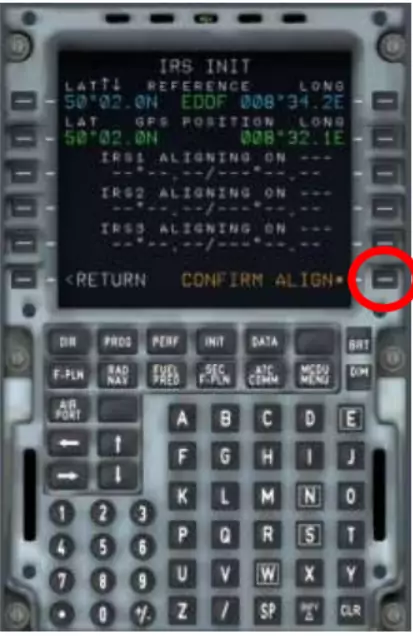 IRS INIT
LAT↑↓ REFERENCE LONG
50°02.0N EDDF 008°34.2E
LAT GPS POSITION LONG
50°02.0N 008°32.1E
IRS1 ALIGNING ON ---
--°--.--/---°--.--
IRS2 ALIGNING ON ---
--°--.--/---°--.--
IRS3 ALIGNING ON ---
--°--.--/---°--.--
<RETURN CONFIRM ALIGN*
DIR PROG PERF INIT DATA BRT
F-PLN RAD NAV FUEL PRED SEC F-PLN ATC COMM MCDU MENU DIM
AIR PORT
← ↑
→ ↓
A B C D E
F G H I J
K L M N O
P Q R S T
U V W X Y
Z / SP OVFY CLR
1 2 3
4 5 6
7 8 9
. 0 +/-